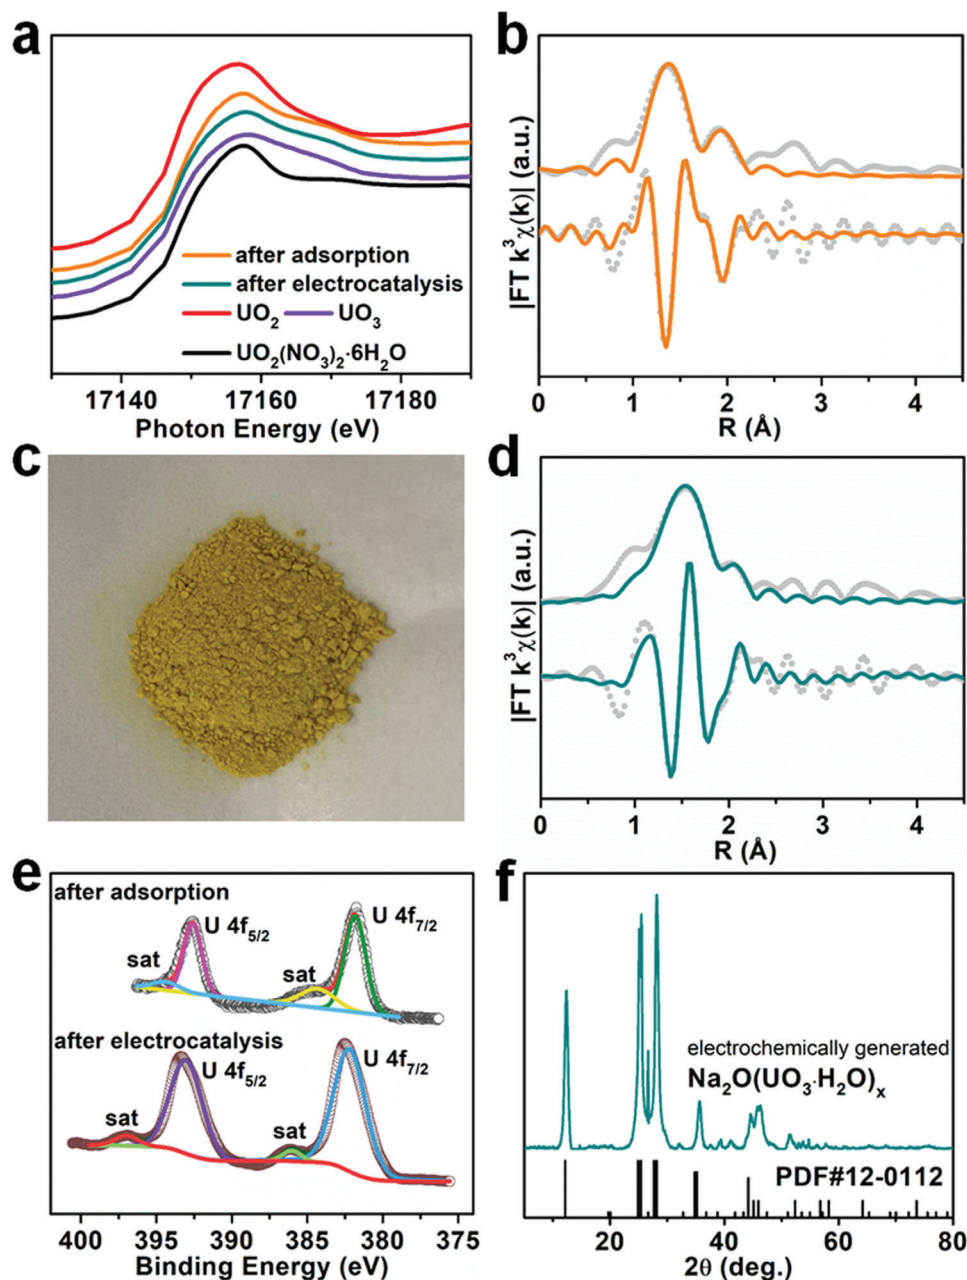 a
after adsorption
after electrocatalysis
UO₂ UO₃
UO₂(NO₃)₂·6H₂O
17140 17160 17180
Photon Energy (eV)
b
|FT k³χ(k)| (a.u.)
0 1 2 3 4
R (Å)
c
d
|FT k³χ(k)| (a.u.)
0 1 2 3 4
R (Å)
e
after adsorption
U 4f₅/₂
U 4f₇/₂
sat
sat
after electrocatalysis
U 4f₅/₂
U 4f₇/₂
sat
sat
400 395 390 385 380 375
Binding Energy (eV)
f
electrochemically generated
Na₂O(UO₃·H₂O)ₓ
PDF#12-0112
20 40 60 80
2θ (deg.)